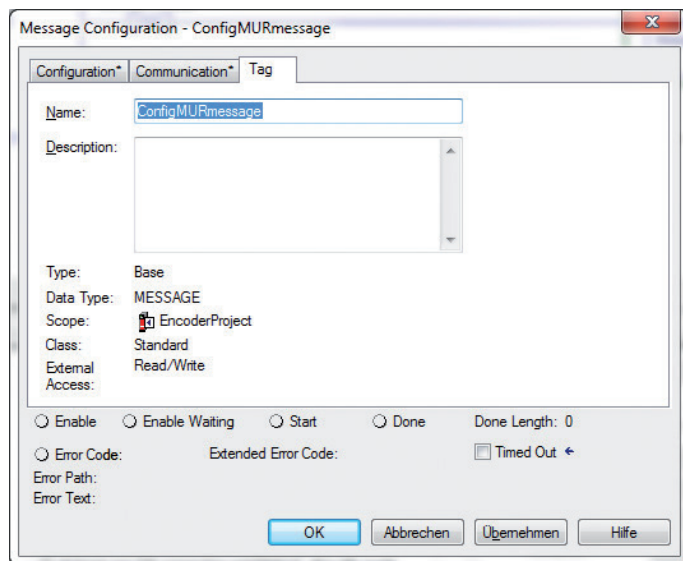 Message Configuration - ConfigMURmessage
Configuration* Communication* Tag
Name: ConfigMURmessage
Description:
Type: Base
Data Type: MESSAGE
Scope: EncoderProject
Class: Standard
External Access: Read/Write
Enable Enable Waiting Start Done Done Length: 0
Error Code: Extended Error Code: Timed Out
Error Path:
Error Text:
OK Abbrechen Übernehmen Hilfe